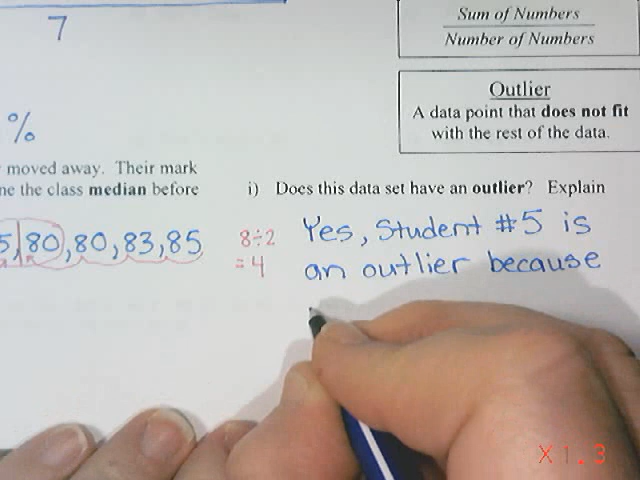 7
Sum of Numbers
Number of Numbers
Outlier
A data point that does not fit
with the rest of the data.
%
moved away. Their mark
ne the class median before
i) Does this data set have an outlier? Explain
5, 80, 80, 83, 85
8÷2
=4
Yes, Student #5 is
an outlier because
X1.3